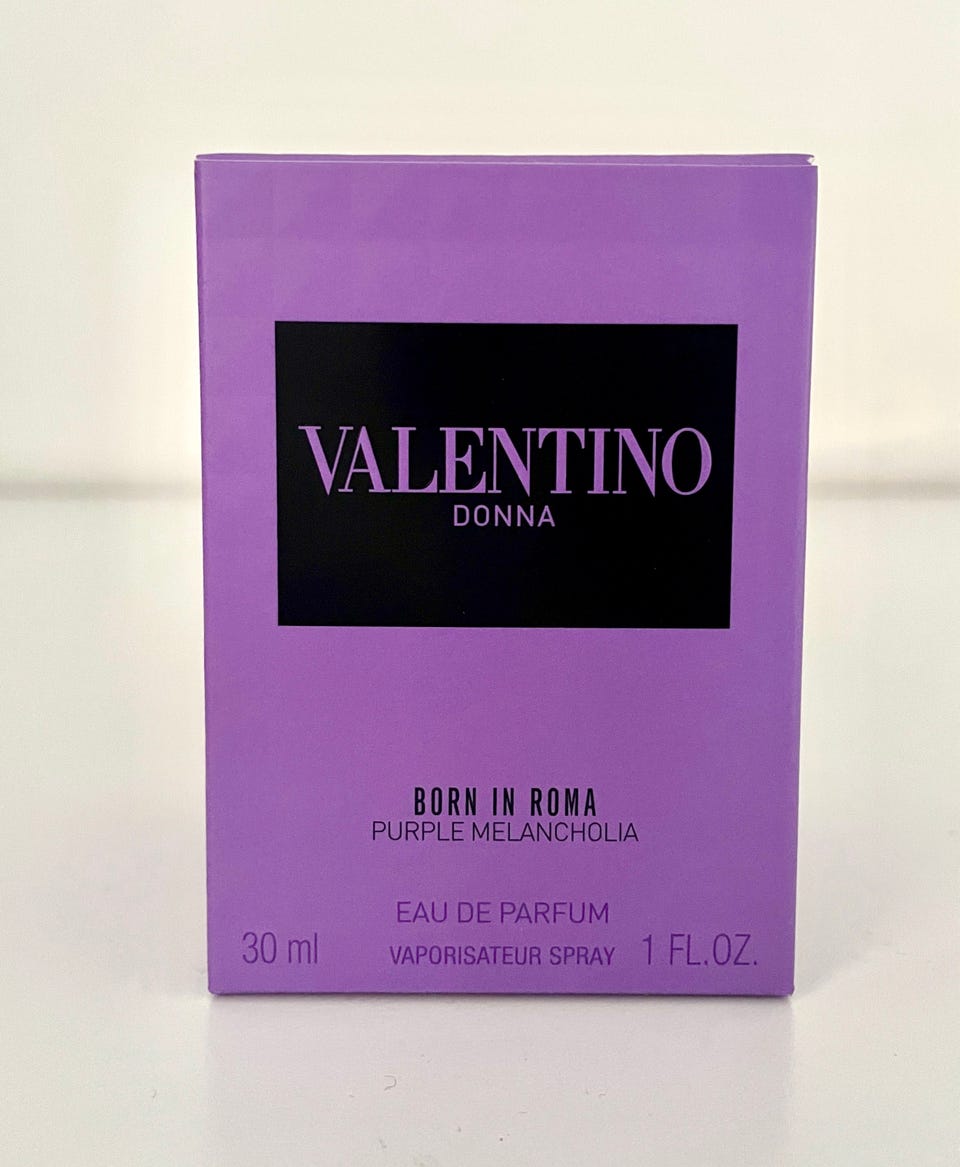 VALENTINO
DONNA
BORN IN ROMA
PURPLE MELANCHOLIA
EAU DE PARFUM
30 ml VAPORISATEUR SPRAY 1 FL.OZ.